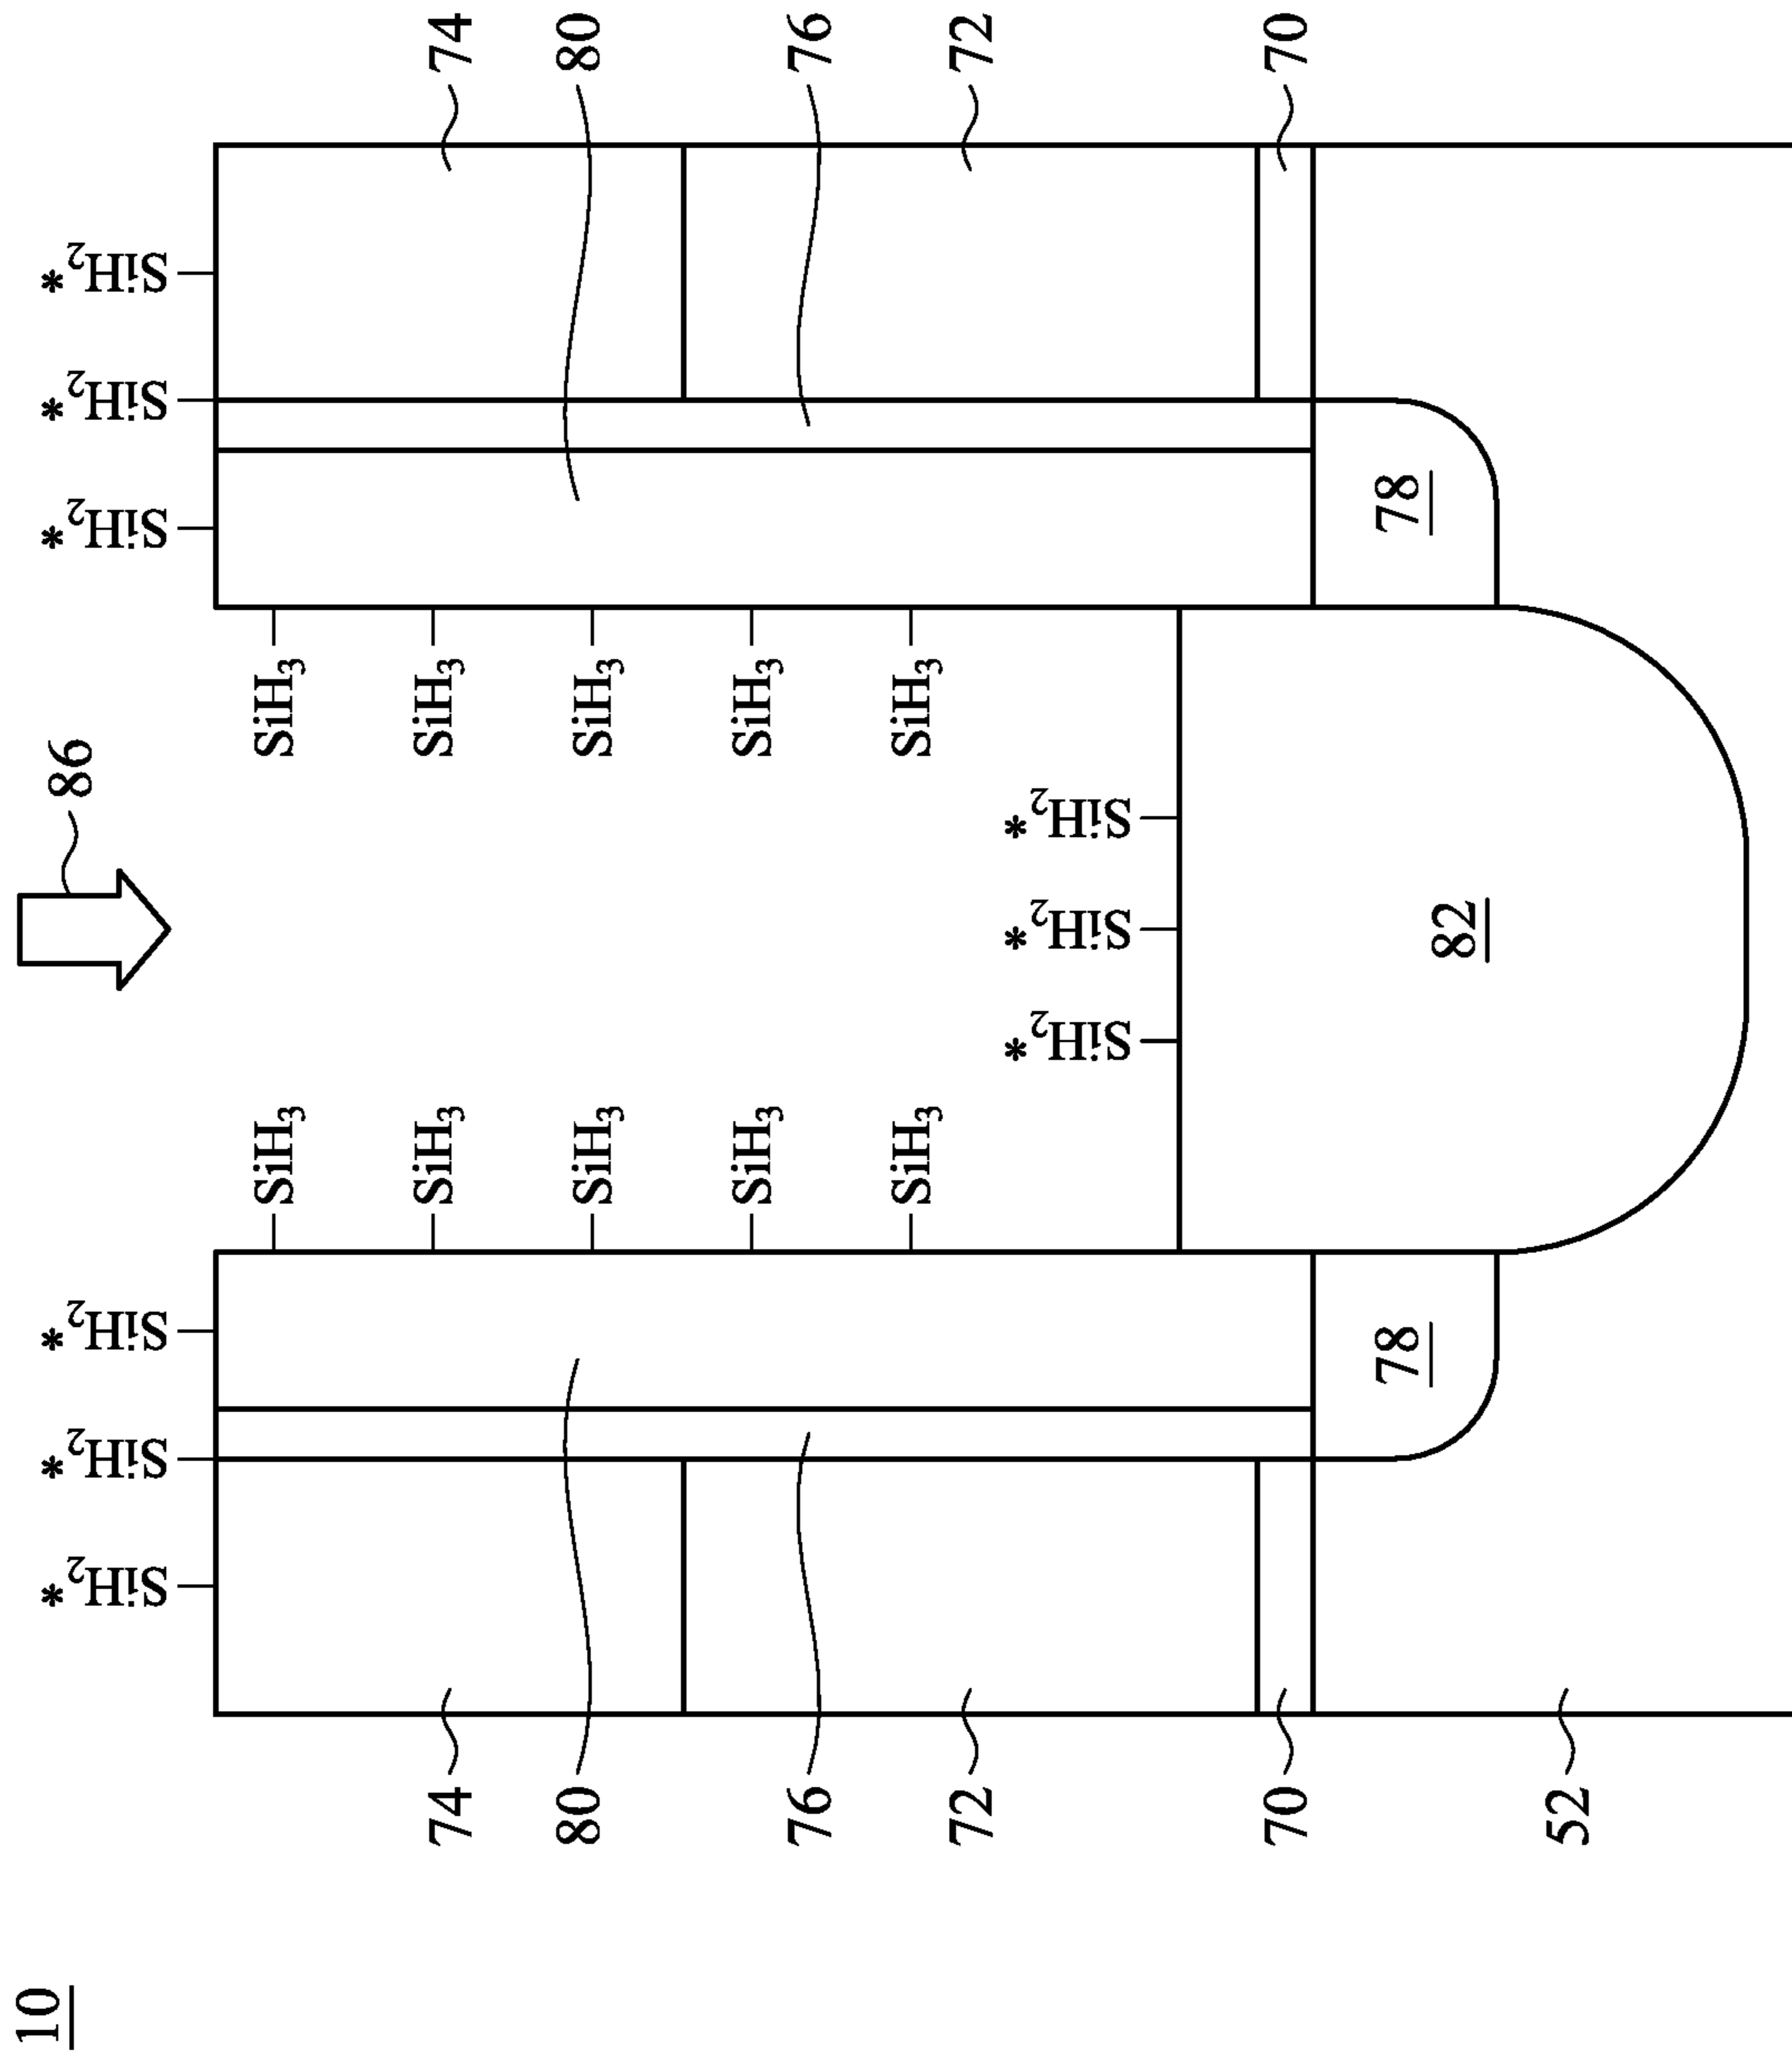 10
86
SiH₂*
SiH₂*
SiH₂*
SiH₂*
SiH₂*
SiH₂*
SiH₃ SiH₃
74 SiH₃ SiH₃ 74
80 SiH₃ SiH₃ 80
SiH₃ SiH₃
76 76
SiH₃ SiH₃
72 72
SiH₂*
SiH₂*
SiH₂*
70 70
78 78
82
52